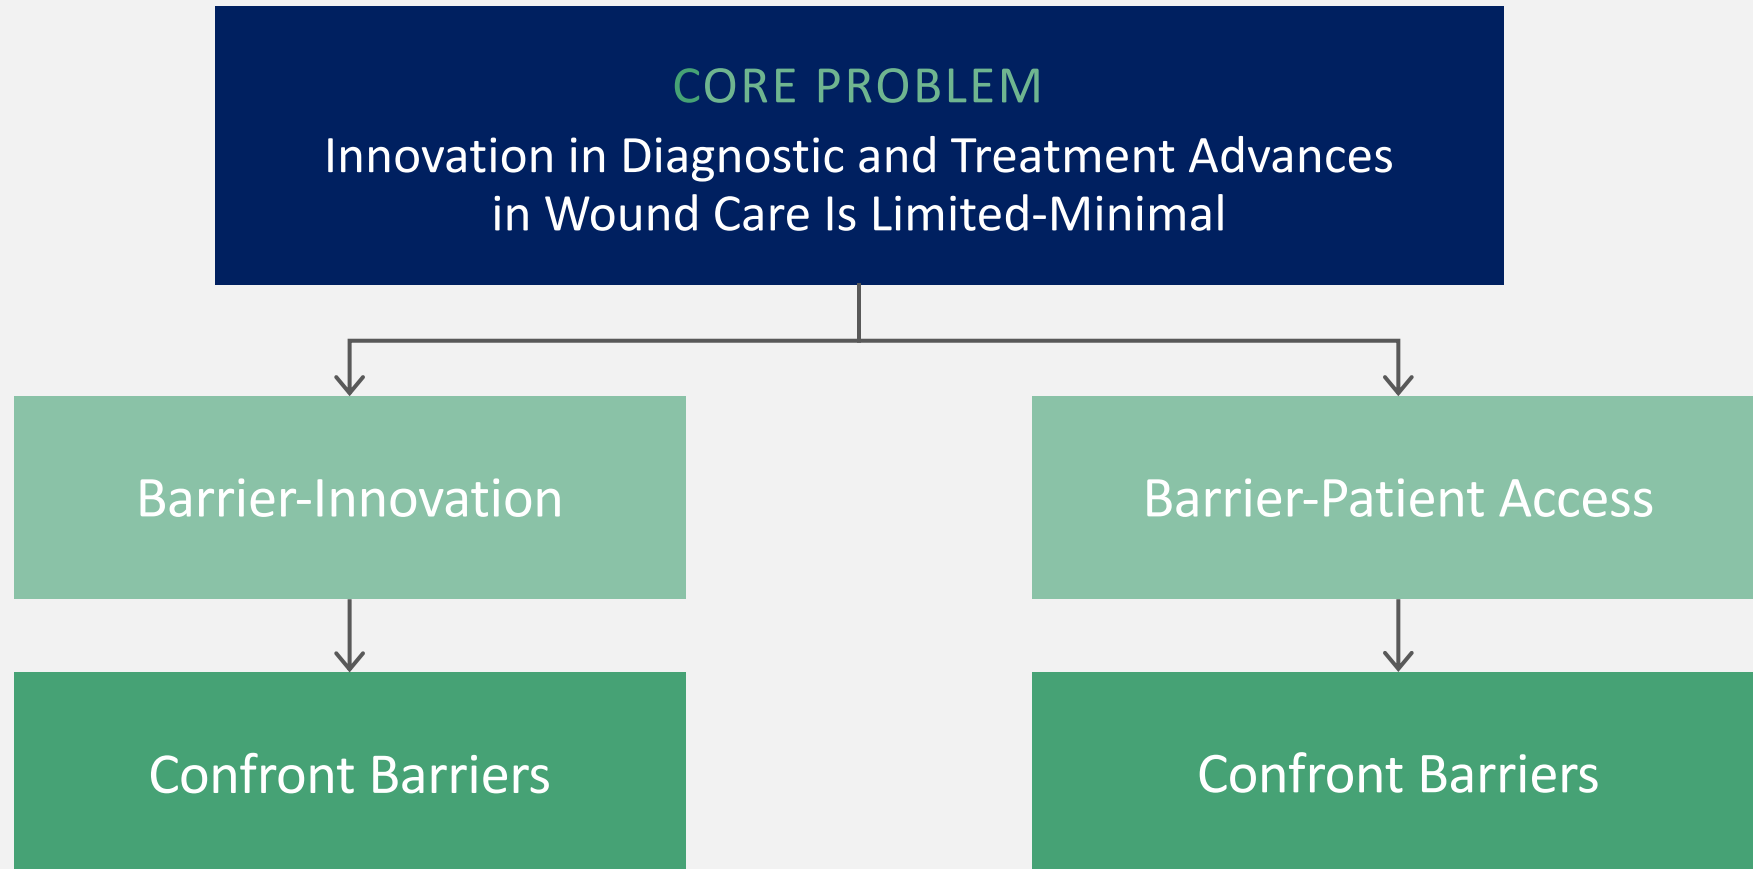 CORE PROBLEM
Innovation in Diagnostic and Treatment Advances
in Wound Care Is Limited-Minimal
Barrier-Innovation
Barrier-Patient Access
Confront Barriers
Confront Barriers